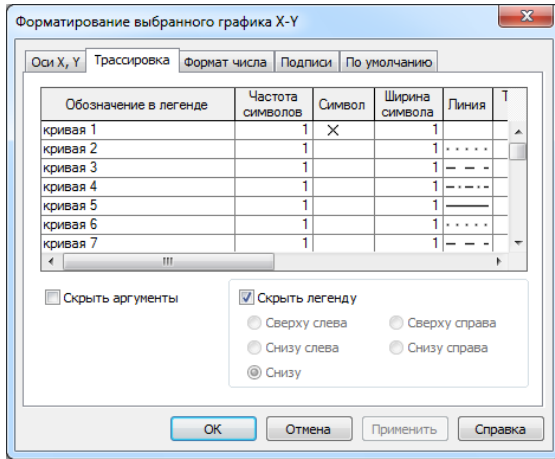 Форматирование выбранного графика X-Y
Оси X, Y Трассировка Формат числа Подписи По умолчанию
Обозначение в легенде Частота символов Символ Ширина символа Линия Т
кривая 1 1 1
кривая 2 1 1
кривая 3 1 1
кривая 4 1 1
кривая 5 1 1
кривая 6 1 1
кривая 7 1 1
Скрыть аргументы Скрыть легенду
Сверху слева Сверху справа
Снизу слева Снизу справа
Снизу
ОК Отмена Применить Справка